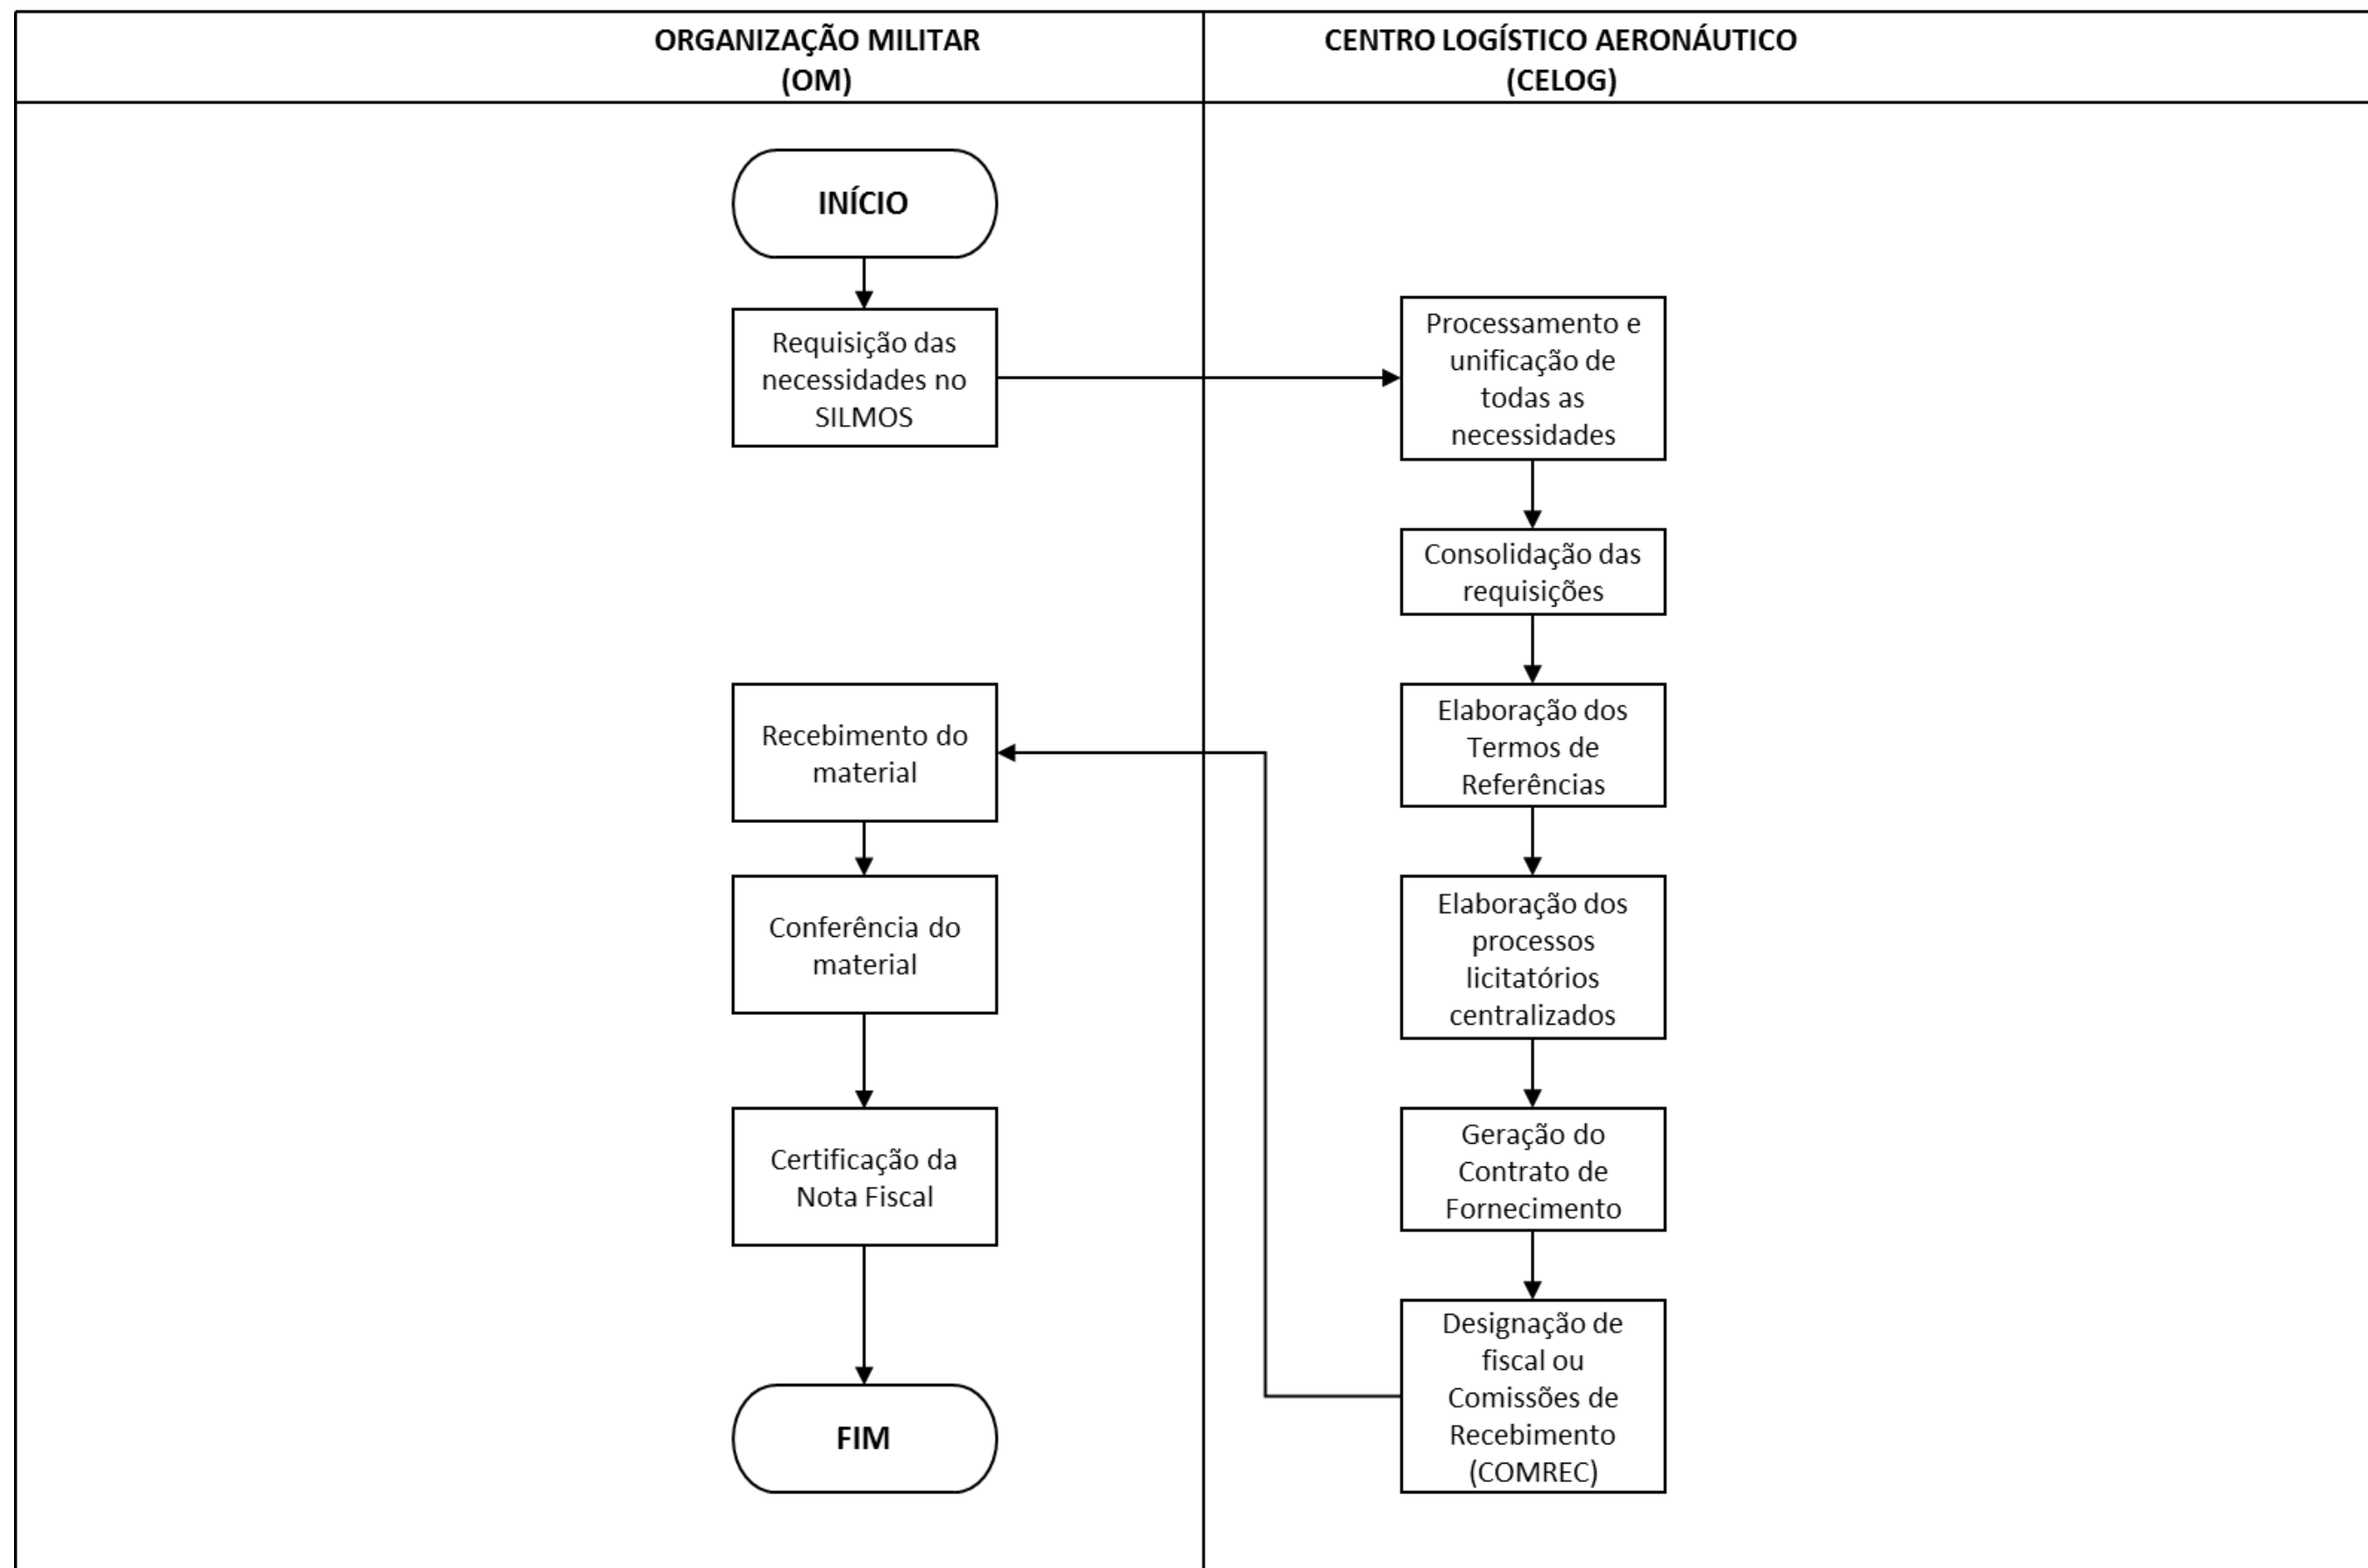 ORGANIZAÇÃO MILITAR
(OM)
CENTRO LOGÍSTICO AERONÁUTICO
(CELOG)
INÍCIO
Requisição das
necessidades no
SILMOS
Processamento e
unificação de
todas as
necessidades
Consolidação das
requisições
Elaboração dos
Termos de
Referências
Elaboração dos
processos
licitatórios
centralizados
Geração do
Contrato de
Fornecimento
Designação de
fiscal ou
Comissões de
Recebimento
(COMREC)
Recebimento do
material
Conferência do
material
Certificação da
Nota Fiscal
FIM